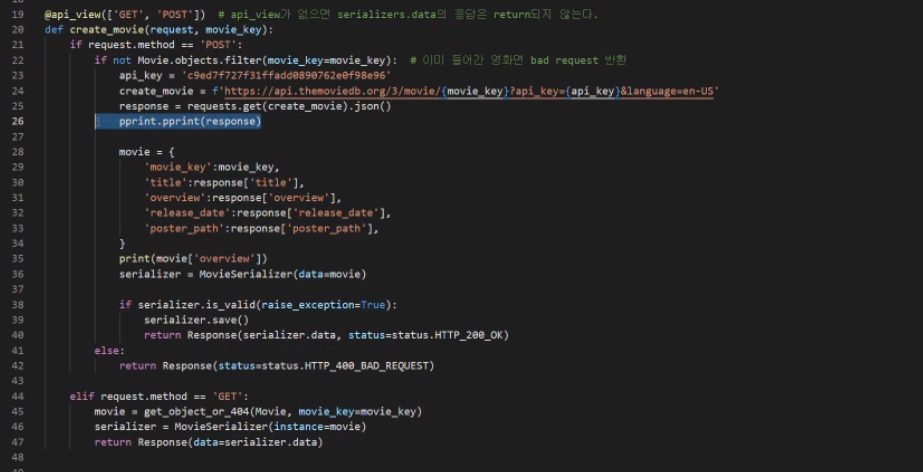 19 @api_view(['GET', 'POST'])  # api_view가 없으면 serializers.data의 응답은 return되지 않는다.
20 def create_movie(request, movie_key):
21     if request.method == 'POST':
22         if not Movie.objects.filter(movie_key=movie_key):  # 이미 들어간 영화면 bad request 반환
23             api_key = 'c9ed7f727f31ffadd0890762e0f98e96'
24             create_movie = f'https://api.themoviedb.org/3/movie/{movie_key}?api_key={api_key}&language=en-US'
25             response = requests.get(create_movie).json()
26             pprint.pprint(response)
27
28             movie = {
29                 'movie_key':movie_key,
30                 'title':response['title'],
31                 'overview':response['overview'],
32                 'release_date':response['release_date'],
33                 'poster_path':response['poster_path'],
34             }
35             print(movie['overview'])
36             serializer = MovieSerializer(data=movie)
37
38             if serializer.is_valid(raise_exception=True):
39                 serializer.save()
40                 return Response(serializer.data, status=status.HTTP_200_OK)
41         else:
42             return Response(status=status.HTTP_400_BAD_REQUEST)
43
44     elif request.method == 'GET':
45         movie = get_object_or_404(Movie, movie_key=movie_key)
46         serializer = MovieSerializer(instance=movie)
47         return Response(data=serializer.data)
48